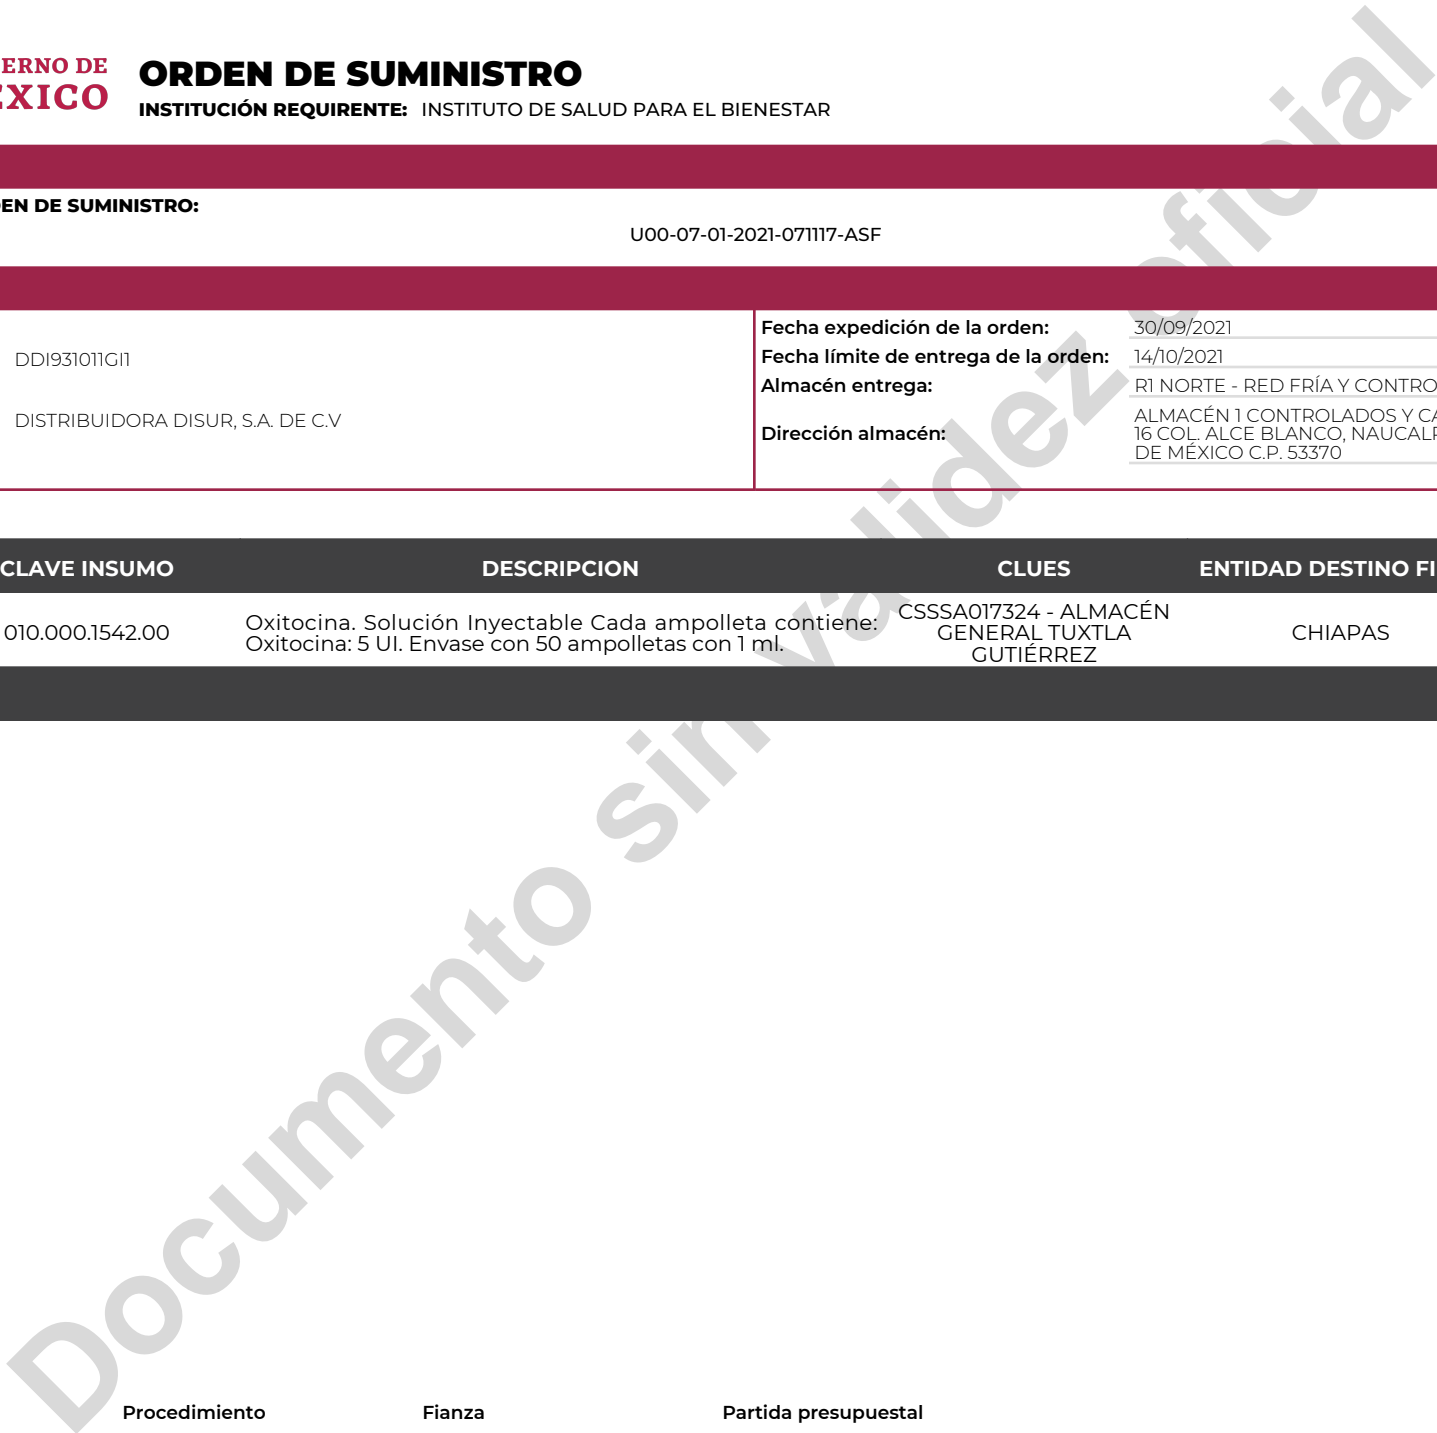 ERNO DE
ÉXICO
ORDEN DE SUMINISTRO
INSTITUCIÓN REQUIRENTE: INSTITUTO DE SALUD PARA EL BIENESTAR
EN DE SUMINISTRO:
U00-07-01-2021-071117-ASF
DDI931011GI1
DISTRIBUIDORA DISUR, S.A. DE C.V
Fecha expedición de la orden: 30/09/2021
Fecha límite de entrega de la orden: 14/10/2021
Almacén entrega: R1 NORTE - RED FRÍA Y CONTRO
Dirección almacén: ALMACÉN 1 CONTROLADOS Y CA
16 COL. ALCE BLANCO, NAUCALP
DE MÉXICO C.P. 53370
CLAVE INSUMO DESCRIPCION CLUES ENTIDAD DESTINO FI
010.000.1542.00
Oxitocina. Solución Inyectable Cada ampolleta contiene:
Oxitocina: 5 UI. Envase con 50 ampolletas con 1 ml.
CSSSA017324 - ALMACÉN
GENERAL TUXTLA
GUTIÉRREZ
CHIAPAS
Documento sin validez oficial
Procedimiento Fianza Partida presupuestal